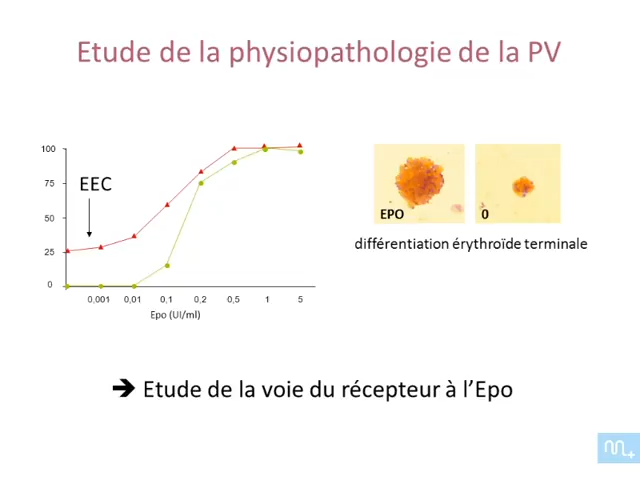 Etude de la physiopathologie de la PV
100
75
50
25
0
EEC
0,001 0,01 0,1 0,2 0,5 1 5
Epo (UI/ml)
EPO
0
différentiation érythroïde terminale
➔ Etude de la voie du récepteur à l’Epo